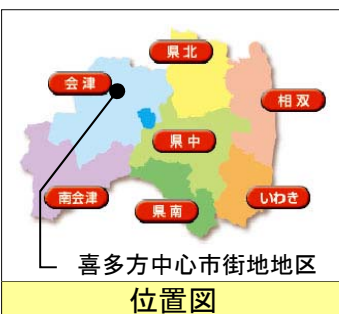 県北
会津
相双
県中
南会津
県南
いわき
喜多方中心市街地地区
位置図